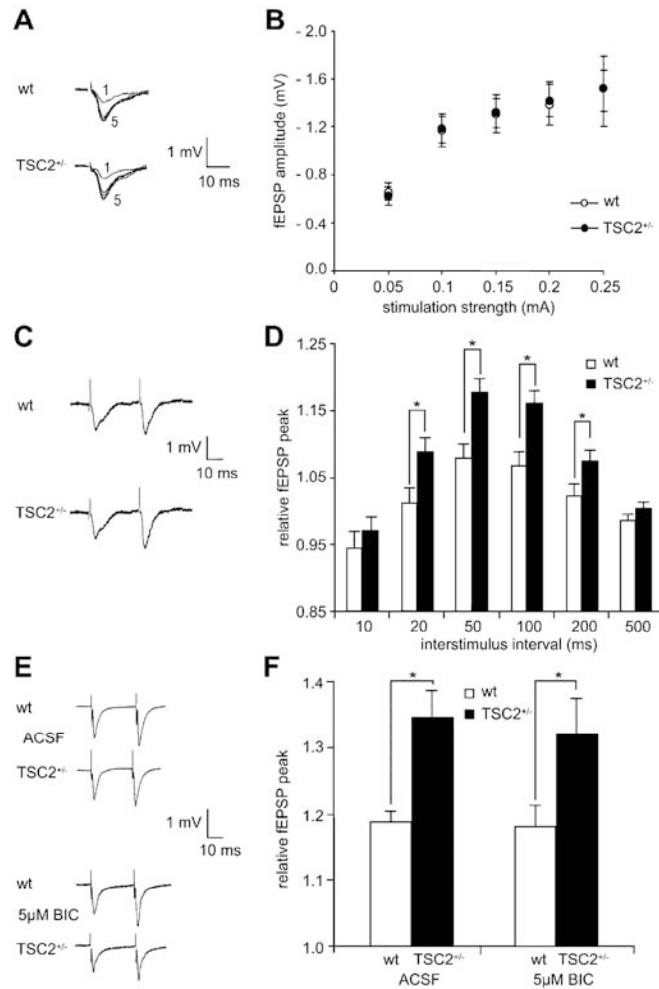 A
wt
1
5
TSC2+/-
1
5
1 mV
10 ms
B
fEPSP amplitude (mV)
- 1.6
- 1.2
- 0.8
- 0.4
- 0.0
0
0.05
0.1
0.15
0.2
0.25
stimulation strength (mA)
wt
TSC2+/-
C
wt
TSC2+/-
1 mV
10 ms
D
relative fEPSP peak
1.25
1.15
1.05
0.95
0.85
*
*
*
*
wt
TSC2+/-
10
20
50
100
200
500
interstimulus interval (ms)
E
wt
ACSF
TSC2+/-
1 mV
10 ms
wt
5µM BIC
TSC2+/-
F
relative fEPSP peak
1.4
1.3
1.2
1.1
1.0
*
*
wt
TSC2+/-
wt TSC2+/- wt TSC2+/-
ACSF 5µM BIC